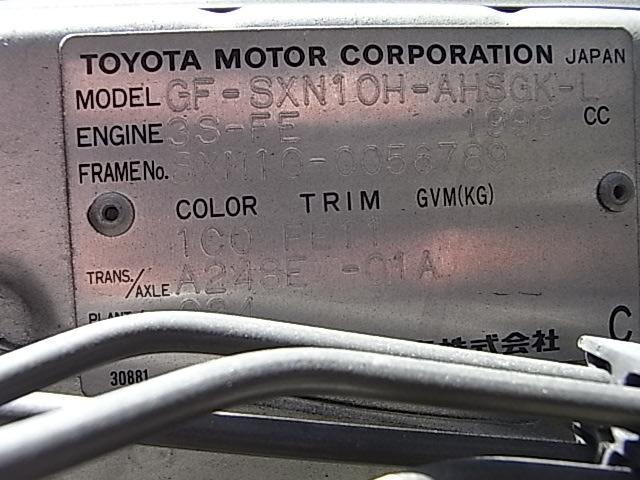 TOYOTA MOTOR CORPORATION JAPAN
MODEL GF-SXN10H-AHSGK-L
ENGINE 3S-FE 1998 CC
FRAME No. SXN10-0056789
COLOR TRIM GVM(KG)
1C0 FE11
TRANS./AXLE A248E -01A
PLANT
株式会社 C
30881